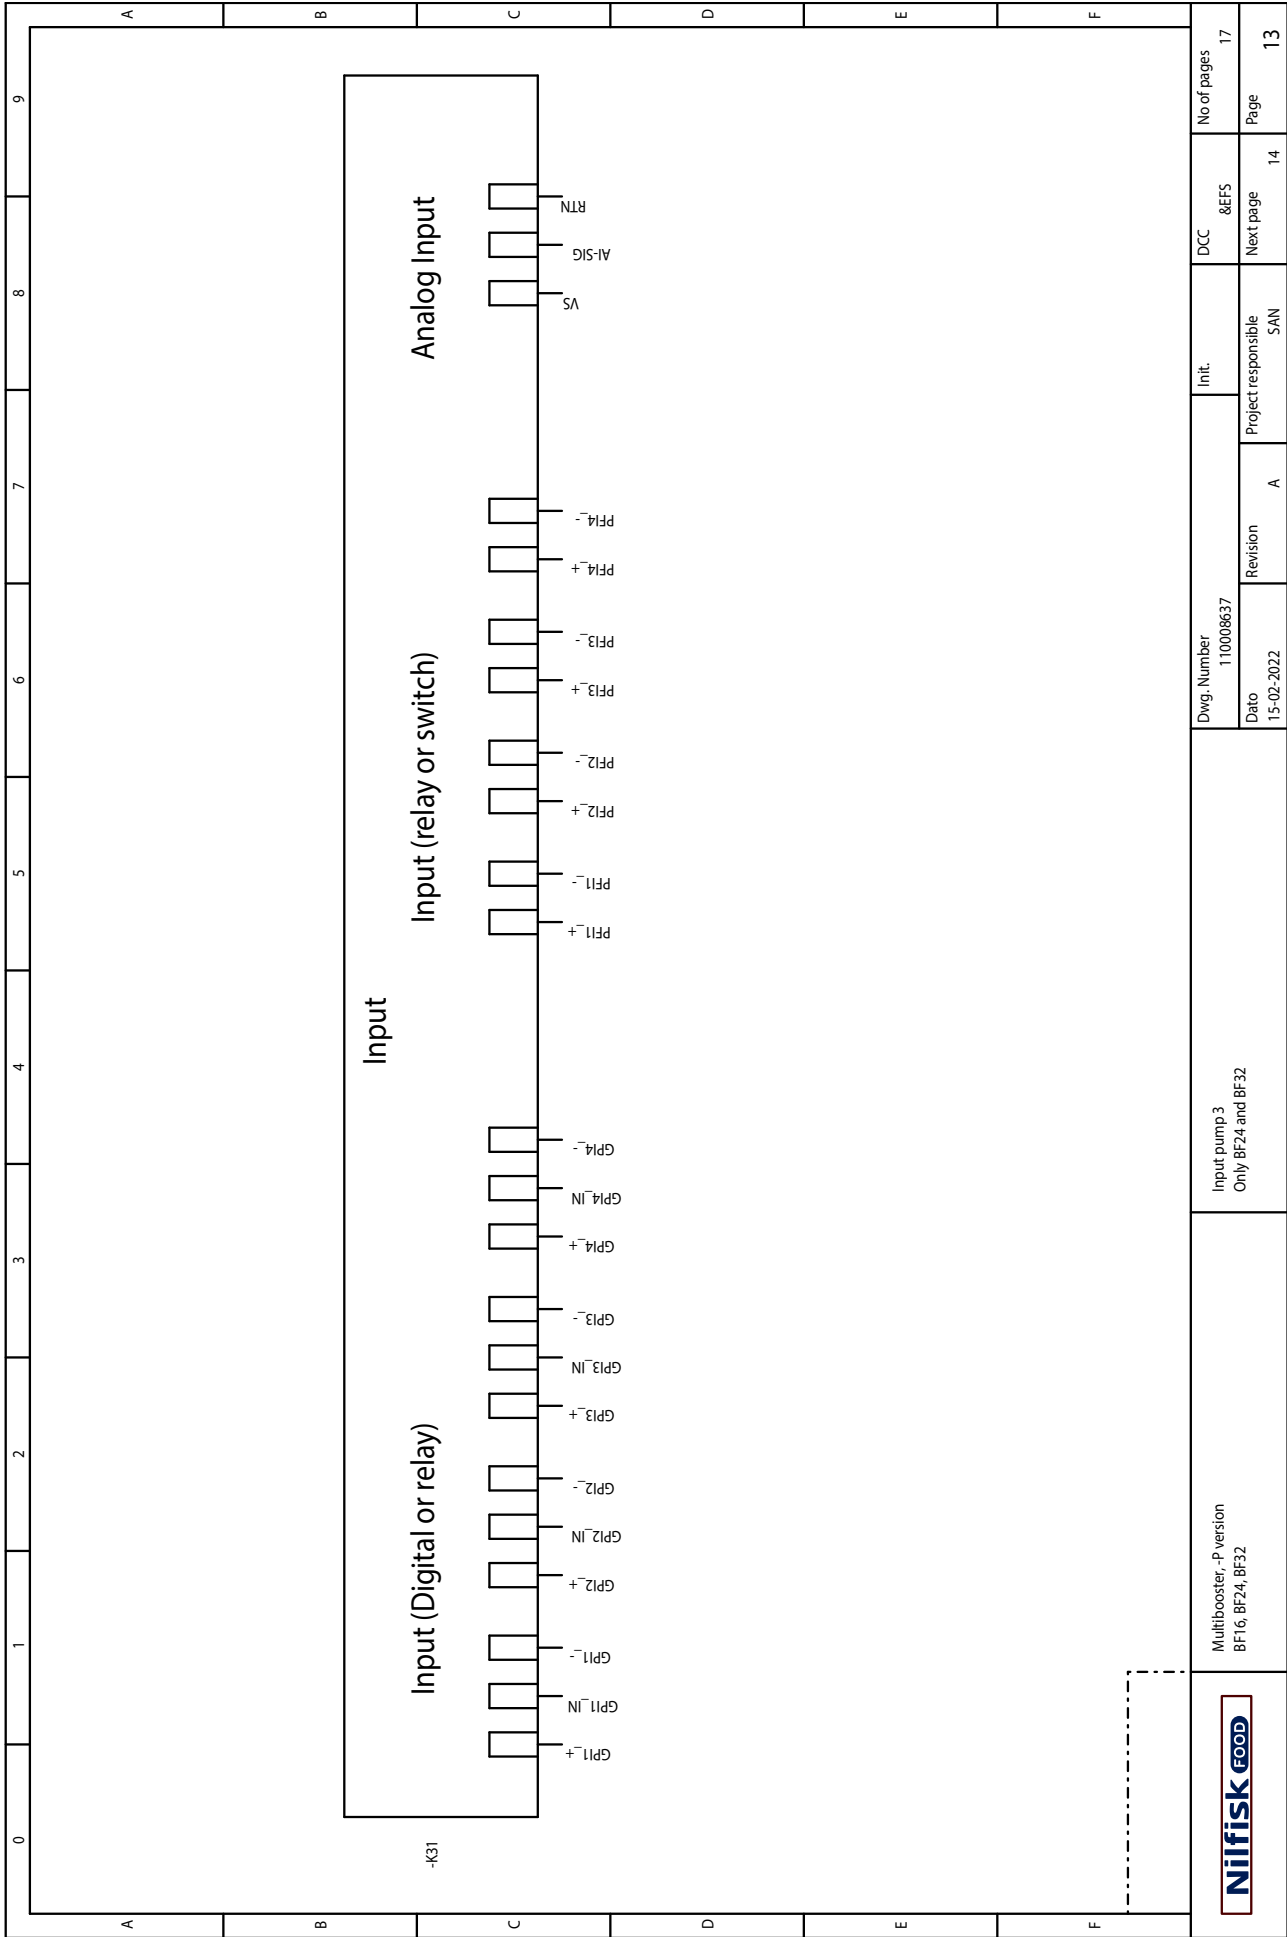 0 1 2 3 4 5 6 7 8 9
A A
B B
C C
D D
E E
F F
Input
Input (Digital or relay) Input (relay or switch) Analog Input
-K31
GPI1_+ GPI1_IN GPI1_- GPI2_+ GPI2_IN GPI2_- GPI3_+ GPI3_IN GPI3_- GPI4_+ GPI4_IN GPI4_- PFI1_+ PFI1_- PFI2_+ PFI2_- PFI3_+ PFI3_- PFI4_+ PFI4_- VS AI-SIG RTN
Nilfisk FOOD
Multibooster, -P version
BF16, BF24, BF32
Input pump 3
Only BF24 and BF32
Dwg. Number
110008637
Init.
DCC
&EFS
No of pages
17
Dato
15-02-2022
Revision
A
Project responsible
SAN
Next page
14
Page
13